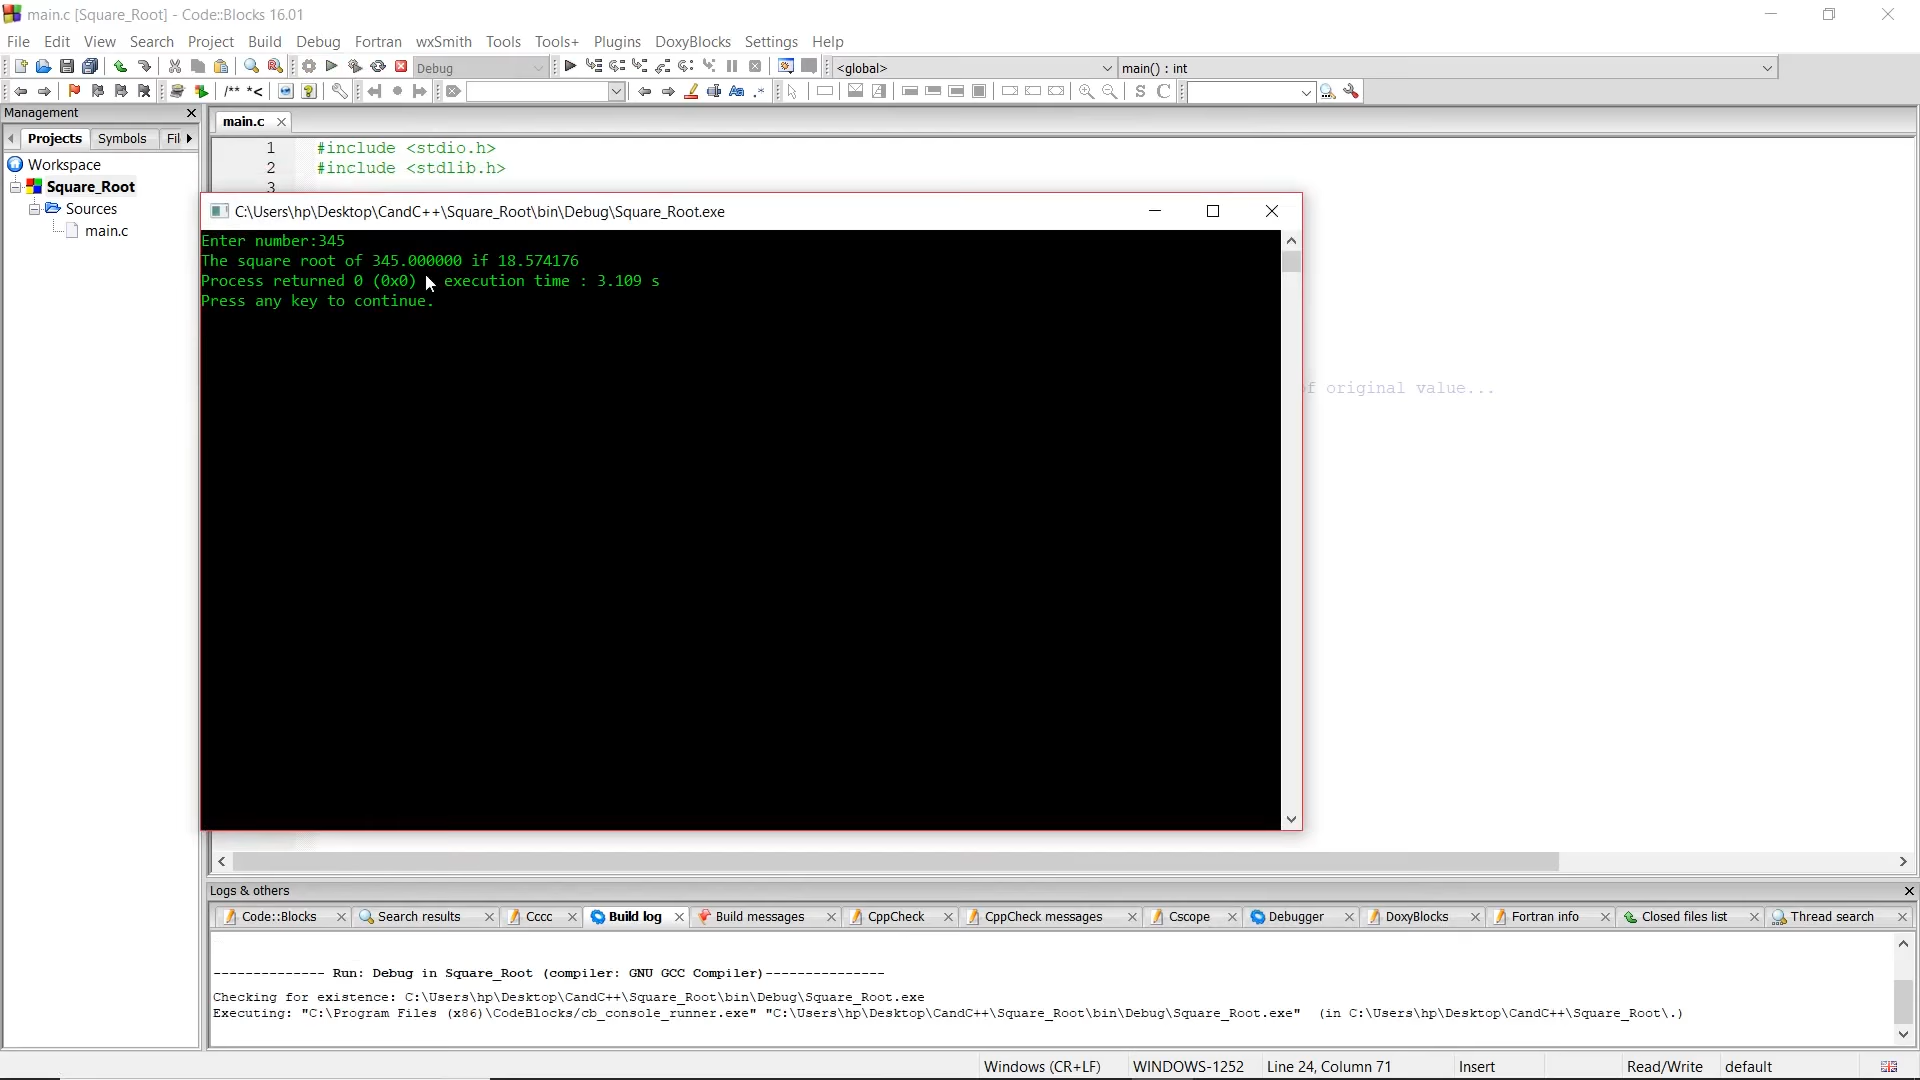 main.c [Square_Root] - Code::Blocks 16.01
File Edit View Search Project Build Debug Fortran wxSmith Tools Tools+ Plugins DoxyBlocks Settings Help
Debug <global> main() : int
/** *< Aa .* S C
Management
Projects Symbols Fil
main.c
Workspace
Square_Root
Sources
main.c
1 #include <stdio.h>
2 #include <stdlib.h>
3
C:\Users\hp\Desktop\CandC++\Square_Root\bin\Debug\Square_Root.exe
Enter number:345
The square root of 345.000000 if 18.574176
Process returned 0 (0x0) execution time : 3.109 s
Press any key to continue.
f original value...
Logs & others
Code::Blocks Search results Cccc Build log Build messages CppCheck CppCheck messages Cscope Debugger DoxyBlocks Fortran info Closed files list Thread search
-------------- Run: Debug in Square_Root (compiler: GNU GCC Compiler)---------------
Checking for existence: C:\Users\hp\Desktop\CandC++\Square_Root\bin\Debug\Square_Root.exe
Executing: "C:\Program Files (x86)\CodeBlocks/cb_console_runner.exe" "C:\Users\hp\Desktop\CandC++\Square_Root\bin\Debug\Square_Root.exe" (in C:\Users\hp\Desktop\CandC++\Square_Root\.)
Windows (CR+LF) WINDOWS-1252 Line 24, Column 71 Insert Read/Write default